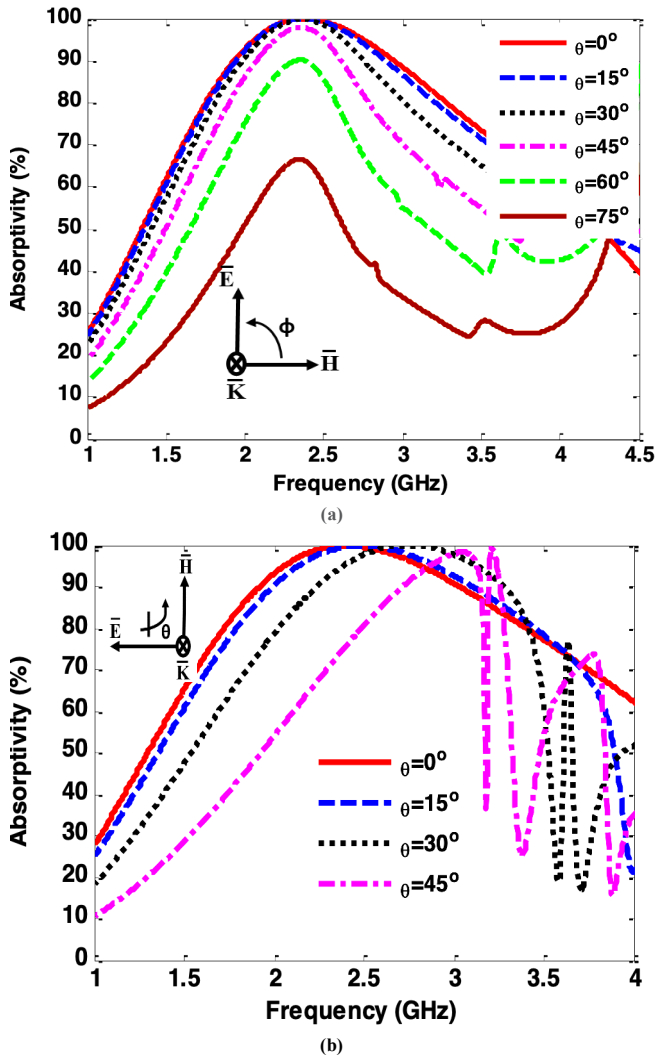 100
90
80
70
60
50
40
30
20
10
0
Absorptivity (%)
θ=0°
θ=15°
θ=30°
θ=45°
θ=60°
θ=75°
E̅
ϕ
H̅
K̅
1
1.5
2
2.5
3
3.5
4
4.5
Frequency (GHz)
(a)
100
90
80
70
60
50
40
30
20
10
0
Absorptivity (%)
H̅
E̅
θ
K̅
θ=0°
θ=15°
θ=30°
θ=45°
1
1.5
2
2.5
3
3.5
4
Frequency (GHz)
(b)